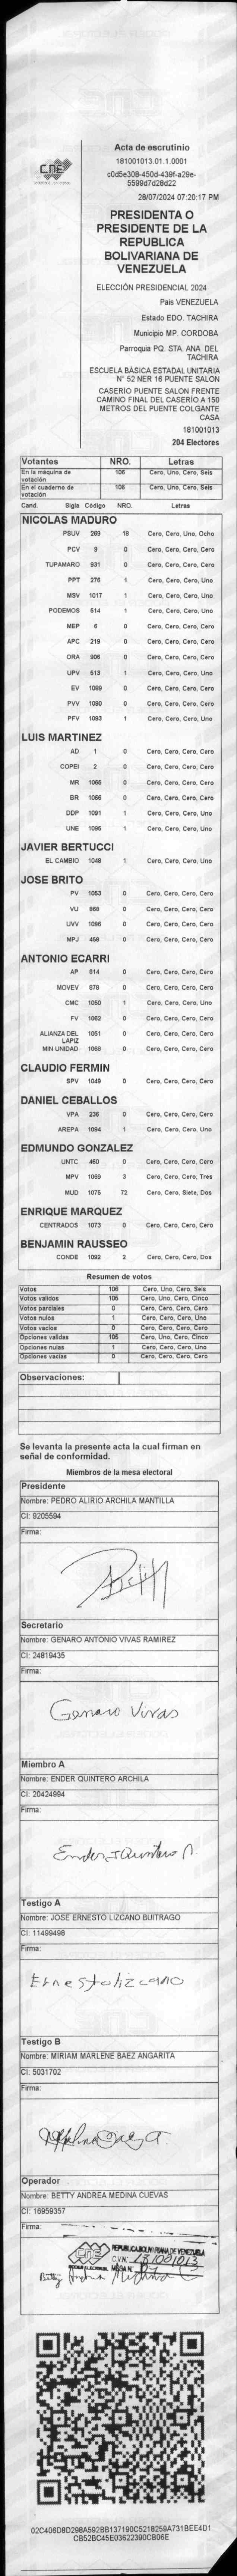 CNE
Acta de escrutinio
181001013.01.1.0001
c0d5e308-450d-439f-a29e-
5599d7d28d22
28/07/2024 07:20:17 PM
PRESIDENTA O
PRESIDENTE DE LA
REPUBLICA
BOLIVARIANA DE
VENEZUELA
ELECCIÓN PRESIDENCIAL 2024
Pais VENEZUELA
Estado EDO. TACHIRA
Municipio MP. CORDOBA
Parroquia PQ. STA. ANA DEL
TACHIRA
ESCUELA BÁSICA ESTADAL UNITARIA
N° 52 NER 16 PUENTE SALON
CASERIO PUENTE SALON FRENTE
CAMINO FINAL DEL CASERÍO A 150
METROS DEL PUENTE COLGANTE
CASA
181001013
204 Electores
Votantes NRO. Letras
En la máquina de votación 106 Cero, Uno, Cero, Seis
En el cuaderno de votación 106 Cero, Uno, Cero, Seis
Cand. Sigla Código NRO. Letras
NICOLAS MADURO
PSUV 269 18 Cero, Cero, Uno, Ocho
PCV 9 0 Cero, Cero, Cero, Cero
TUPAMARO 931 0 Cero, Cero, Cero, Cero
PPT 276 1 Cero, Cero, Cero, Uno
MSV 1017 1 Cero, Cero, Cero, Uno
PODEMOS 514 1 Cero, Cero, Cero, Uno
MEP 6 0 Cero, Cero, Cero, Cero
APC 219 0 Cero, Cero, Cero, Cero
ORA 906 0 Cero, Cero, Cero, Cero
UPV 513 1 Cero, Cero, Cero, Uno
EV 1089 0 Cero, Cero, Cero, Cero
PVV 1090 0 Cero, Cero, Cero, Cero
PFV 1093 1 Cero, Cero, Cero, Uno
LUIS MARTINEZ
AD 1 0 Cero, Cero, Cero, Cero
COPEI 2 0 Cero, Cero, Cero, Cero
MR 1065 0 Cero, Cero, Cero, Cero
BR 1066 0 Cero, Cero, Cero, Cero
DDP 1091 1 Cero, Cero, Cero, Uno
UNE 1095 1 Cero, Cero, Cero, Uno
JAVIER BERTUCCI
EL CAMBIO 1048 1 Cero, Cero, Cero, Uno
JOSE BRITO
PV 1053 0 Cero, Cero, Cero, Cero
VU 869 0 Cero, Cero, Cero, Cero
UVV 1096 0 Cero, Cero, Cero, Cero
MPJ 458 0 Cero, Cero, Cero, Cero
ANTONIO ECARRI
AP 814 0 Cero, Cero, Cero, Cero
MOVEV 878 0 Cero, Cero, Cero, Cero
CMC 1050 1 Cero, Cero, Cero, Uno
FV 1062 0 Cero, Cero, Cero, Cero
ALIANZA DEL LAPIZ 1051 0 Cero, Cero, Cero, Cero
MIN UNIDAD 1068 0 Cero, Cero, Cero, Cero
CLAUDIO FERMIN
SPV 1049 0 Cero, Cero, Cero, Cero
DANIEL CEBALLOS
VPA 236 0 Cero, Cero, Cero, Cero
AREPA 1094 1 Cero, Cero, Cero, Uno
EDMUNDO GONZALEZ
UNTC 460 0 Cero, Cero, Cero, Cero
MPV 1069 3 Cero, Cero, Cero, Tres
MUD 1075 72 Cero, Cero, Siete, Dos
ENRIQUE MARQUEZ
CENTRADOS 1073 0 Cero, Cero, Cero, Cero
BENJAMIN RAUSSEO
CONDE 1092 2 Cero, Cero, Cero, Dos
Resumen de votos
Votos 106 Cero, Uno, Cero, Seis
Votos validos 105 Cero, Uno, Cero, Cinco
Votos parciales 0 Cero, Cero, Cero, Cero
Votos nulos 1 Cero, Cero, Cero, Uno
Votos vacios 0 Cero, Cero, Cero, Cero
Opciones validas 105 Cero, Uno, Cero, Cinco
Opciones nulas 1 Cero, Cero, Cero, Uno
Opciones vacias 0 Cero, Cero, Cero, Cero
Observaciones:
Se levanta la presente acta la cual firman en
señal de conformidad.
Miembros de la mesa electoral
Presidente
Nombre: PEDRO ALIRIO ARCHILA MANTILLA
CI: 9205594
Firma:
Secretario
Nombre: GENARO ANTONIO VIVAS RAMIREZ
CI: 24819435
Firma:
Genaro Vivas
Miembro A
Nombre: ENDER QUINTERO ARCHILA
CI: 20424994
Firma:
Ender Quintero A.
Testigo A
Nombre: JOSE ERNESTO LIZCANO BUITRAGO
CI: 11499498
Firma:
Ernesto lizcano
Testigo B
Nombre: MIRIAM MARLENE BAEZ ANGARITA
CI: 5031702
Firma:
Operador
Nombre: BETTY ANDREA MEDINA CUEVAS
CI: 16959357
Firma:
CNE REPUBLICA BOLIVARIANA DE VENEZUELA
C.V.N: 181001013
Betty Andrea Medina C
02C406D8D298A592BB137190C5218259A731BEE4D1
CB52BC45E03622390CB06E